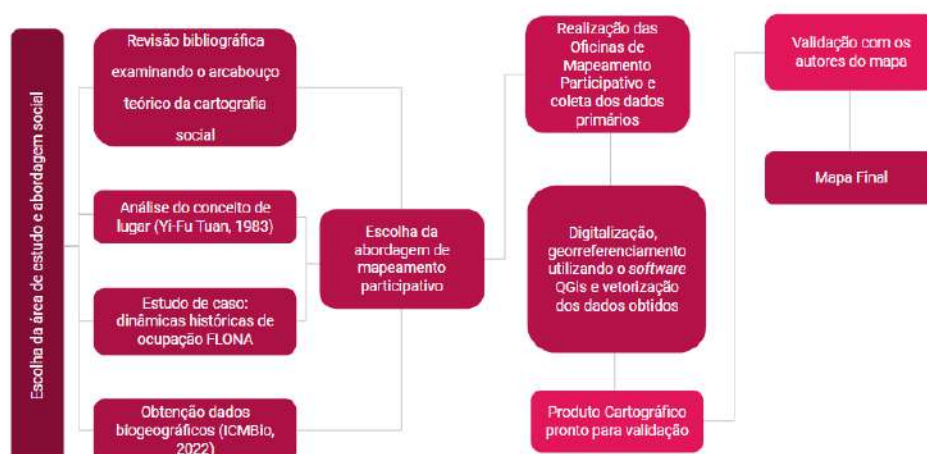 Escolha da área de estudo e abordagem social
Revisão bibliográfica
examinando o arcabouço
teórico da cartografia
social
Análise do conceito de
lugar (Yi-Fu Tuan, 1983)
Estudo de caso:
dinâmicas históricas de
ocupação FLONA
Obtenção dados
biogeográficos (ICMBio,
2022)
Escolha da
abordagem de
mapeamento
participativo
Realização das
Oficinas de
Mapeamento
Participativo e
coleta dos dados
primários
Digitalização,
georreferenciamento
utilizando o software
QGis e vetorização
dos dados obtidos
Produto Cartográfico
pronto para validação
Validação com os
autores do mapa
Mapa Final